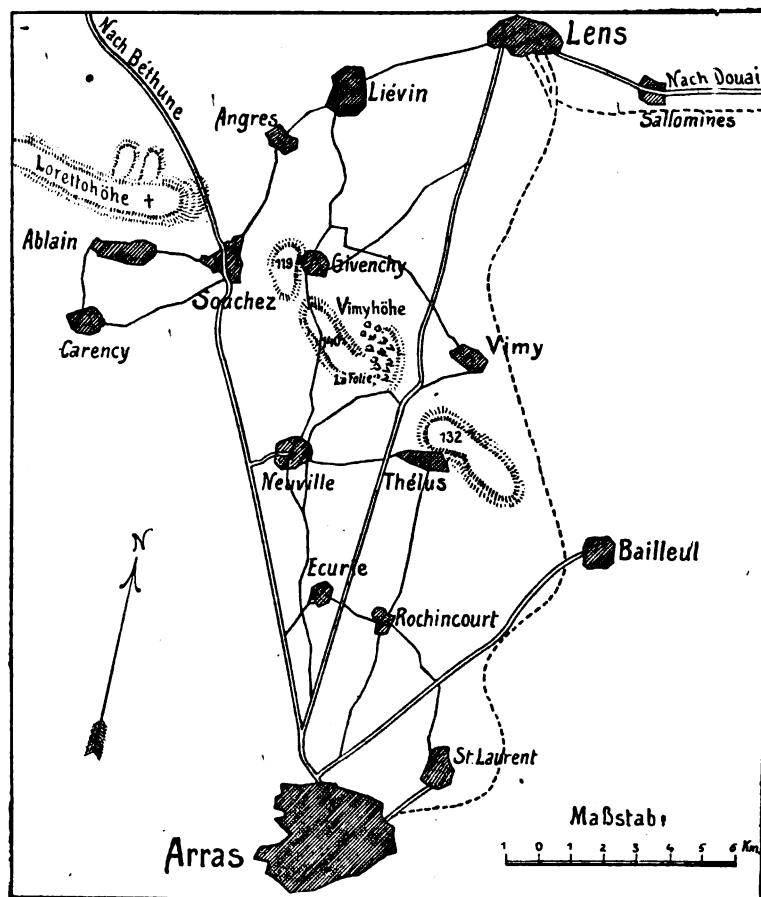 Lens
Nach Béthune
Liévin
Nach Douai
Angres
Sallomines
Lorettohöhe
Ablain
119
Givenchy
Souchez
Vimyhöhe
Carency
140
Vimy
La Folie
132
Neuville
Thélus
N
Bailleul
Ecurie
Rochincourt
St. Laurent
Maßstab:
Arras
1 0 1 2 3 4 5 6 Km.